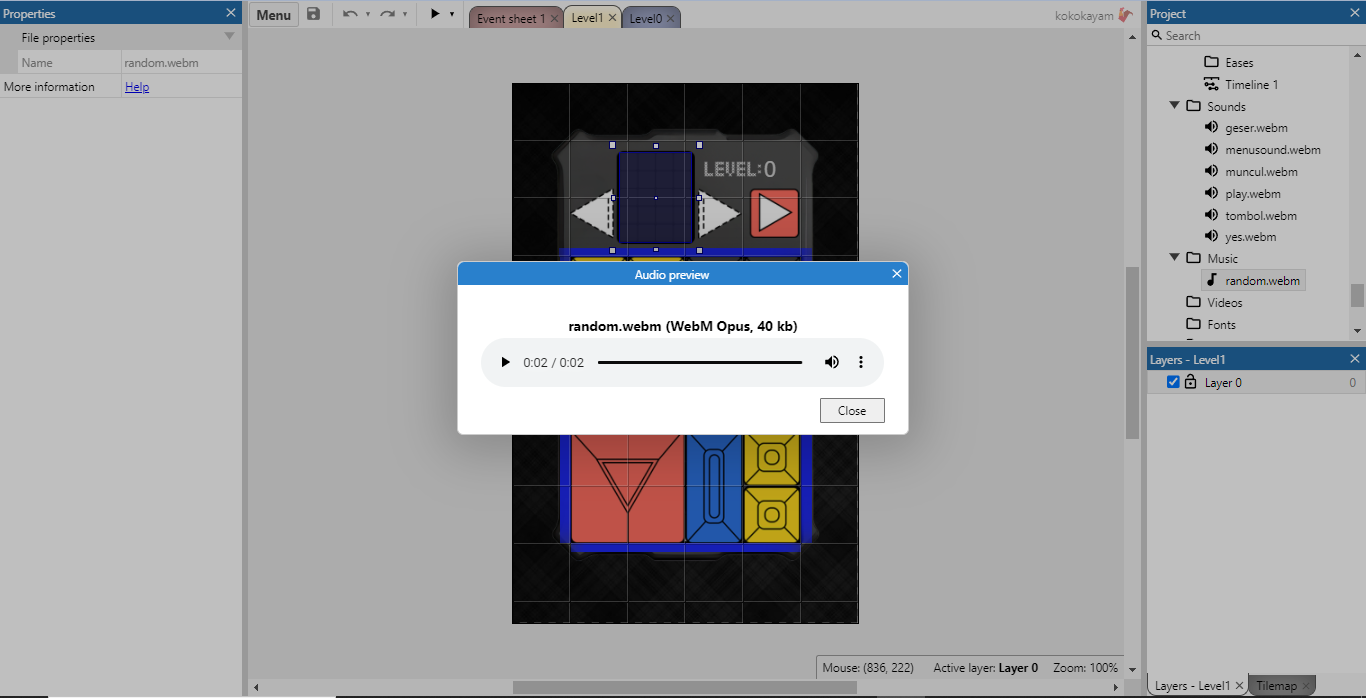 Properties
File properties
Name random.webm
More information Help
Menu
Event sheet 1
Level1
Level0
kokokayam
LEVEL:0
Audio preview
random.webm (WebM Opus, 40 kb)
0:02 / 0:02
Close
Mouse: (836, 222) Active layer: Layer 0 Zoom: 100%
Project
Search
Eases
Timeline 1
Sounds
geser.webm
menusound.webm
muncul.webm
play.webm
tombol.webm
yes.webm
Music
random.webm
Videos
Fonts
Layers - Level1
Layer 0 0
Layers - Level1
Tilemap